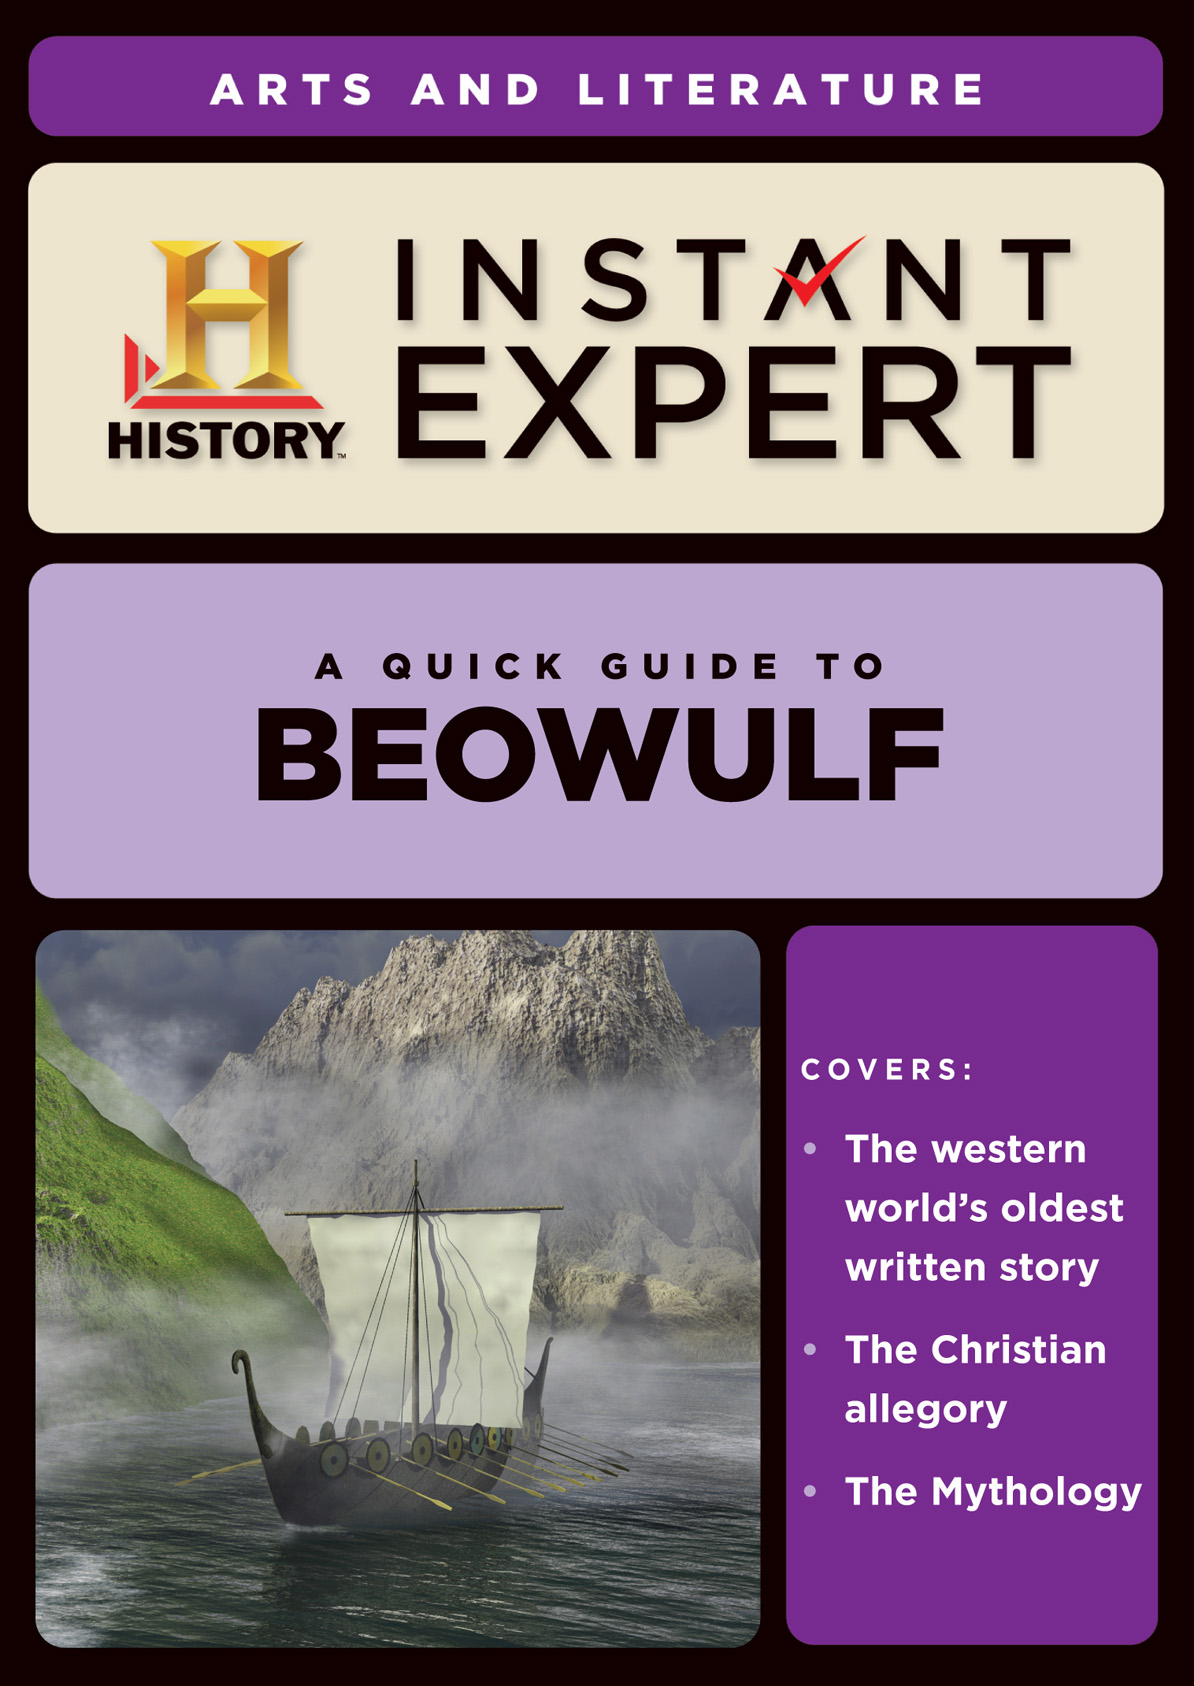 ARTS AND LITERATURE
INSTANT
EXPERT
HISTORY™
A QUICK GUIDE TO
BEOWULF
COVERS:
• The western
world's oldest
written story
• The Christian
allegory
• The Mythology